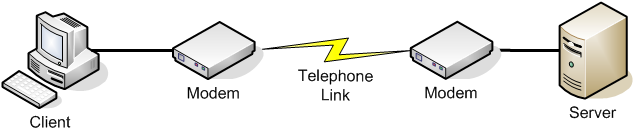 Client
Modem
Telephone
Link
Modem
Server